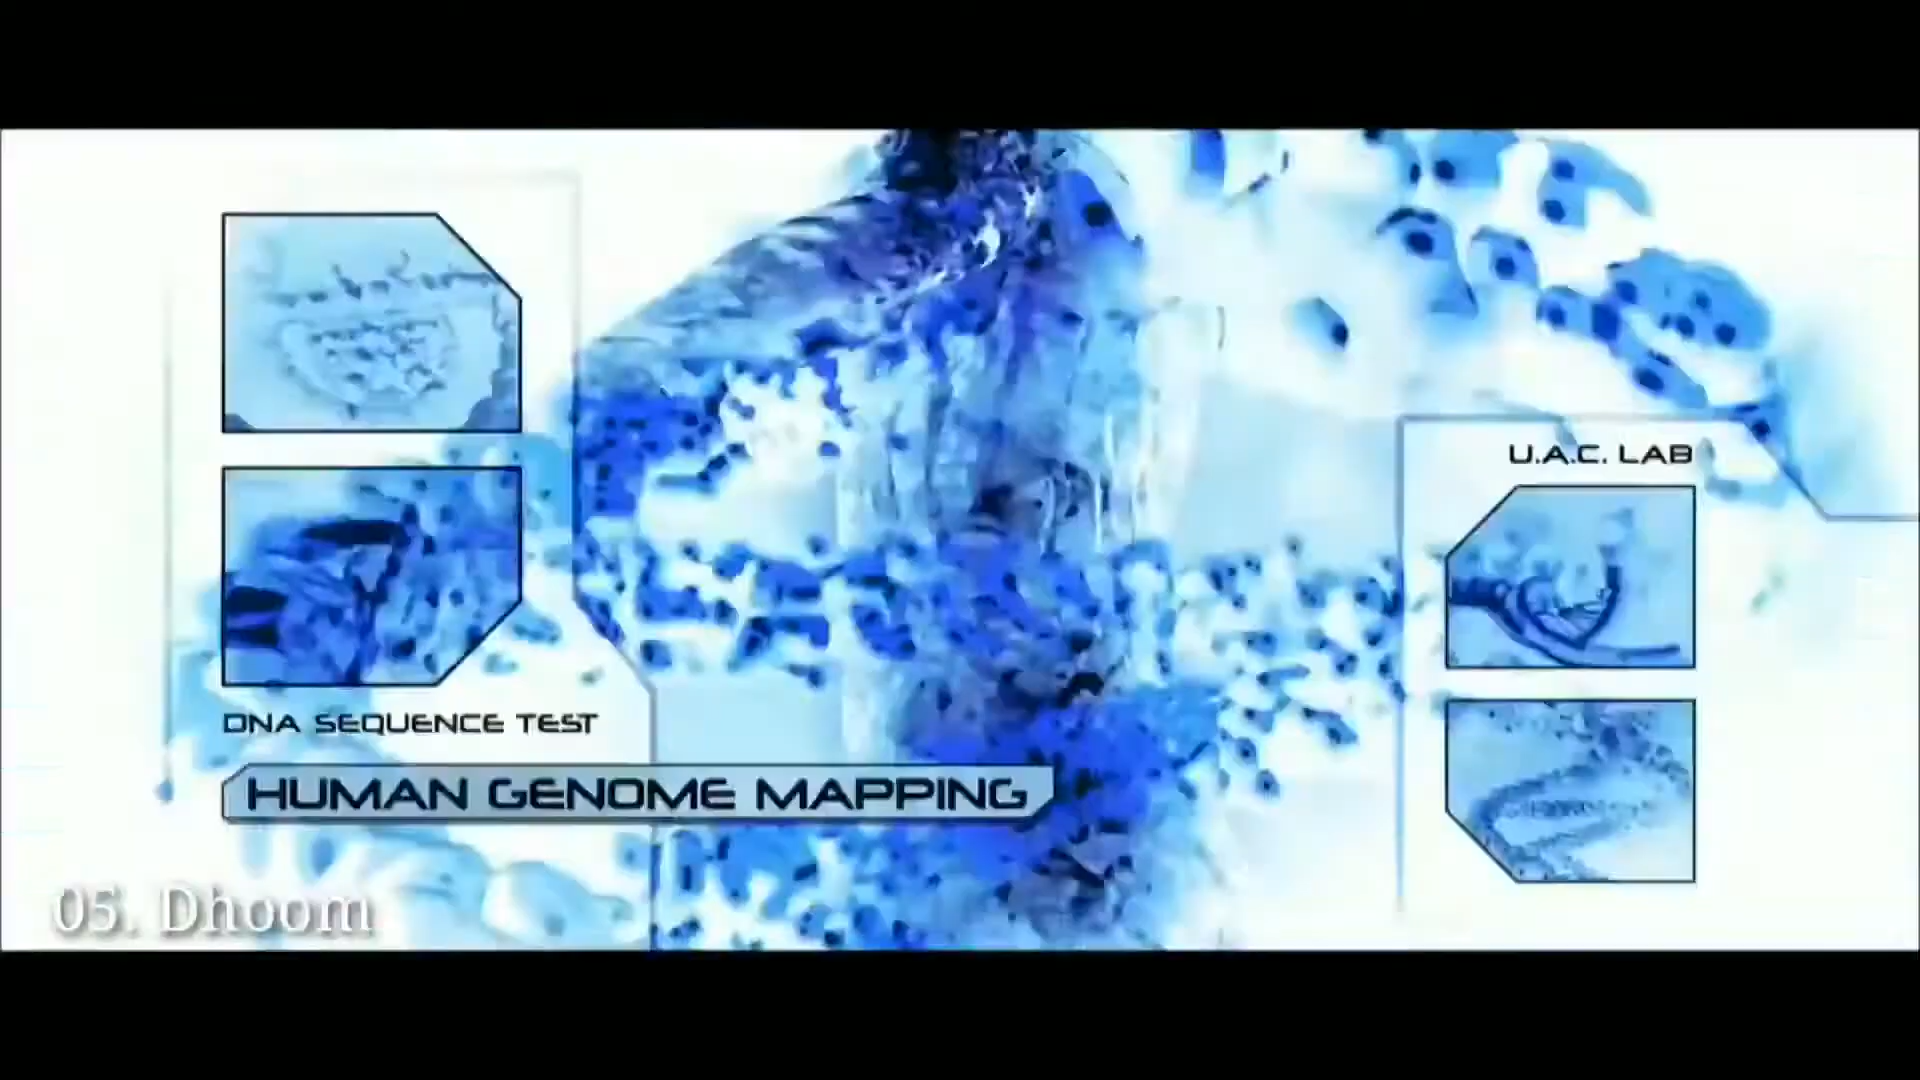 U.A.C. LAB
DNA SEQUENCE TEST
HUMAN GENOME MAPPING
05. Dhoom